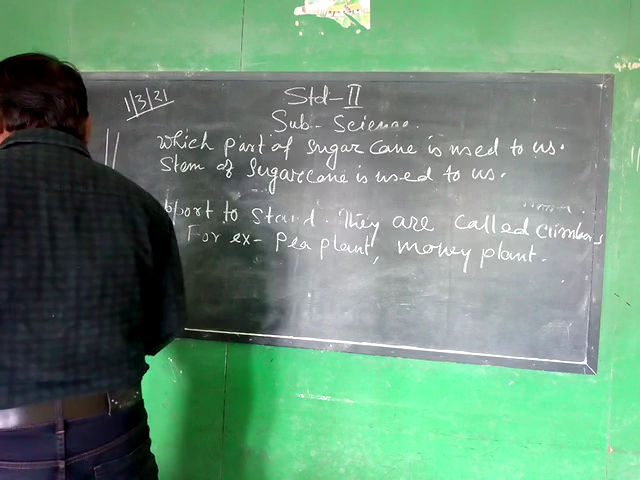 1/3/21
Std-II
Sub-Science.
Which part of sugar cane is used to us.
Stem of sugarcane is used to us.
pport to stand. They are called climbers
For ex- Pea plant, money plant.